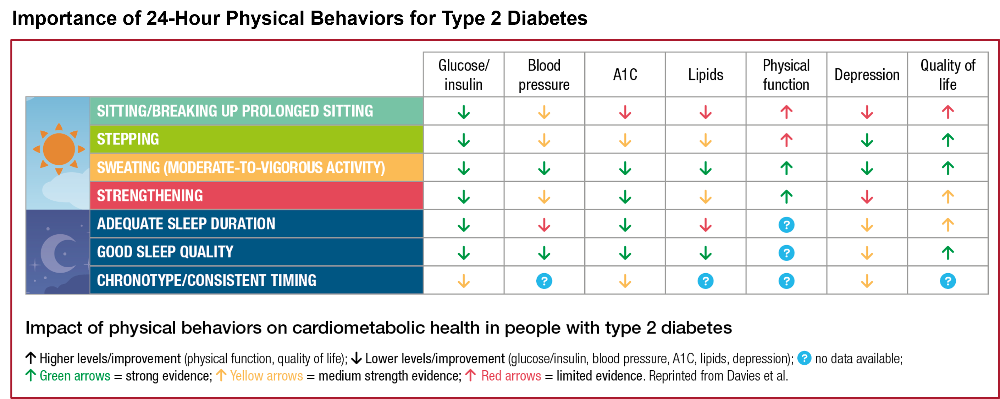 Importance of 24-Hour Physical Behaviors for Type 2 Diabetes
Glucose/
insulin
Blood
pressure
A1C
Lipids
Physical
function
Depression
Quality of
life
SITTING/BREAKING UP PROLONGED SITTING
↓ ↓ ↓ ↓ ↑ ↓ ↑
STEPPING
↓ ↓ ↓ ↓ ↑ ↓ ↑
SWEATING (MODERATE-TO-VIGOROUS ACTIVITY)
↓ ↓ ↓ ↓ ↑ ↓ ↑
STRENGTHENING
↓ ↓ ↓ ↓ ↑ ↓ ↑
ADEQUATE SLEEP DURATION
↓ ↓ ↓ ↓ ? ↓ ↑
GOOD SLEEP QUALITY
↓ ↓ ↓ ↓ ? ↓ ↑
CHRONOTYPE/CONSISTENT TIMING
↓ ? ↓ ? ? ↓ ?
Impact of physical behaviors on cardiometabolic health in people with type 2 diabetes
↑ Higher levels/improvement (physical function, quality of life); ↓ Lower levels/improvement (glucose/insulin, blood pressure, A1C, lipids, depression); ? no data available;
↑ Green arrows = strong evidence; ↑ Yellow arrows = medium strength evidence; ↑ Red arrows = limited evidence. Reprinted from Davies et al.